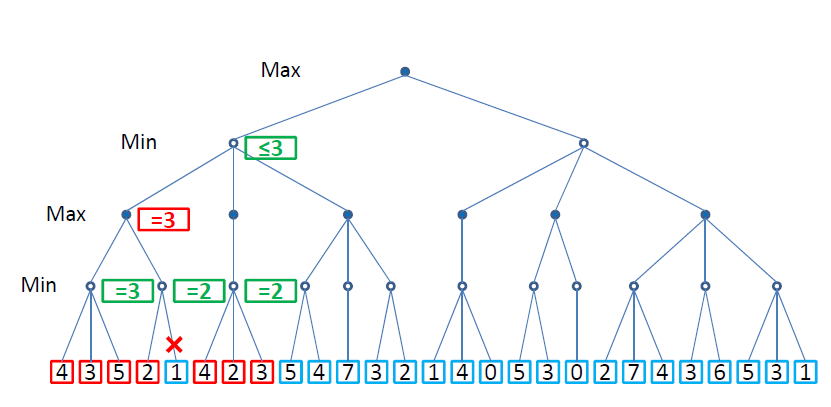 Max
Min ≤3
Max =3
Min =3 =2 =2
4 3 5 2 1 4 2 3 5 4 7 3 2 1 4 0 5 3 0 2 7 4 3 6 5 3 1